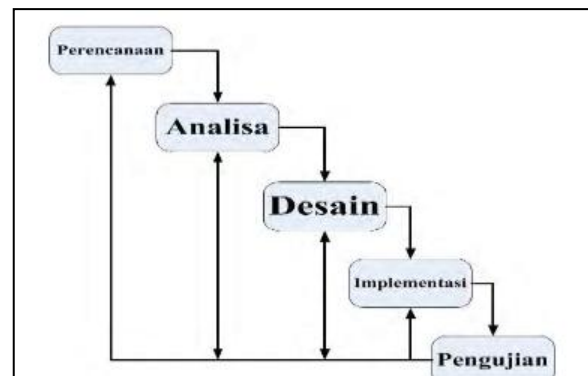 Perencanaan
Analisa
Desain
Implementasi
Pengujian